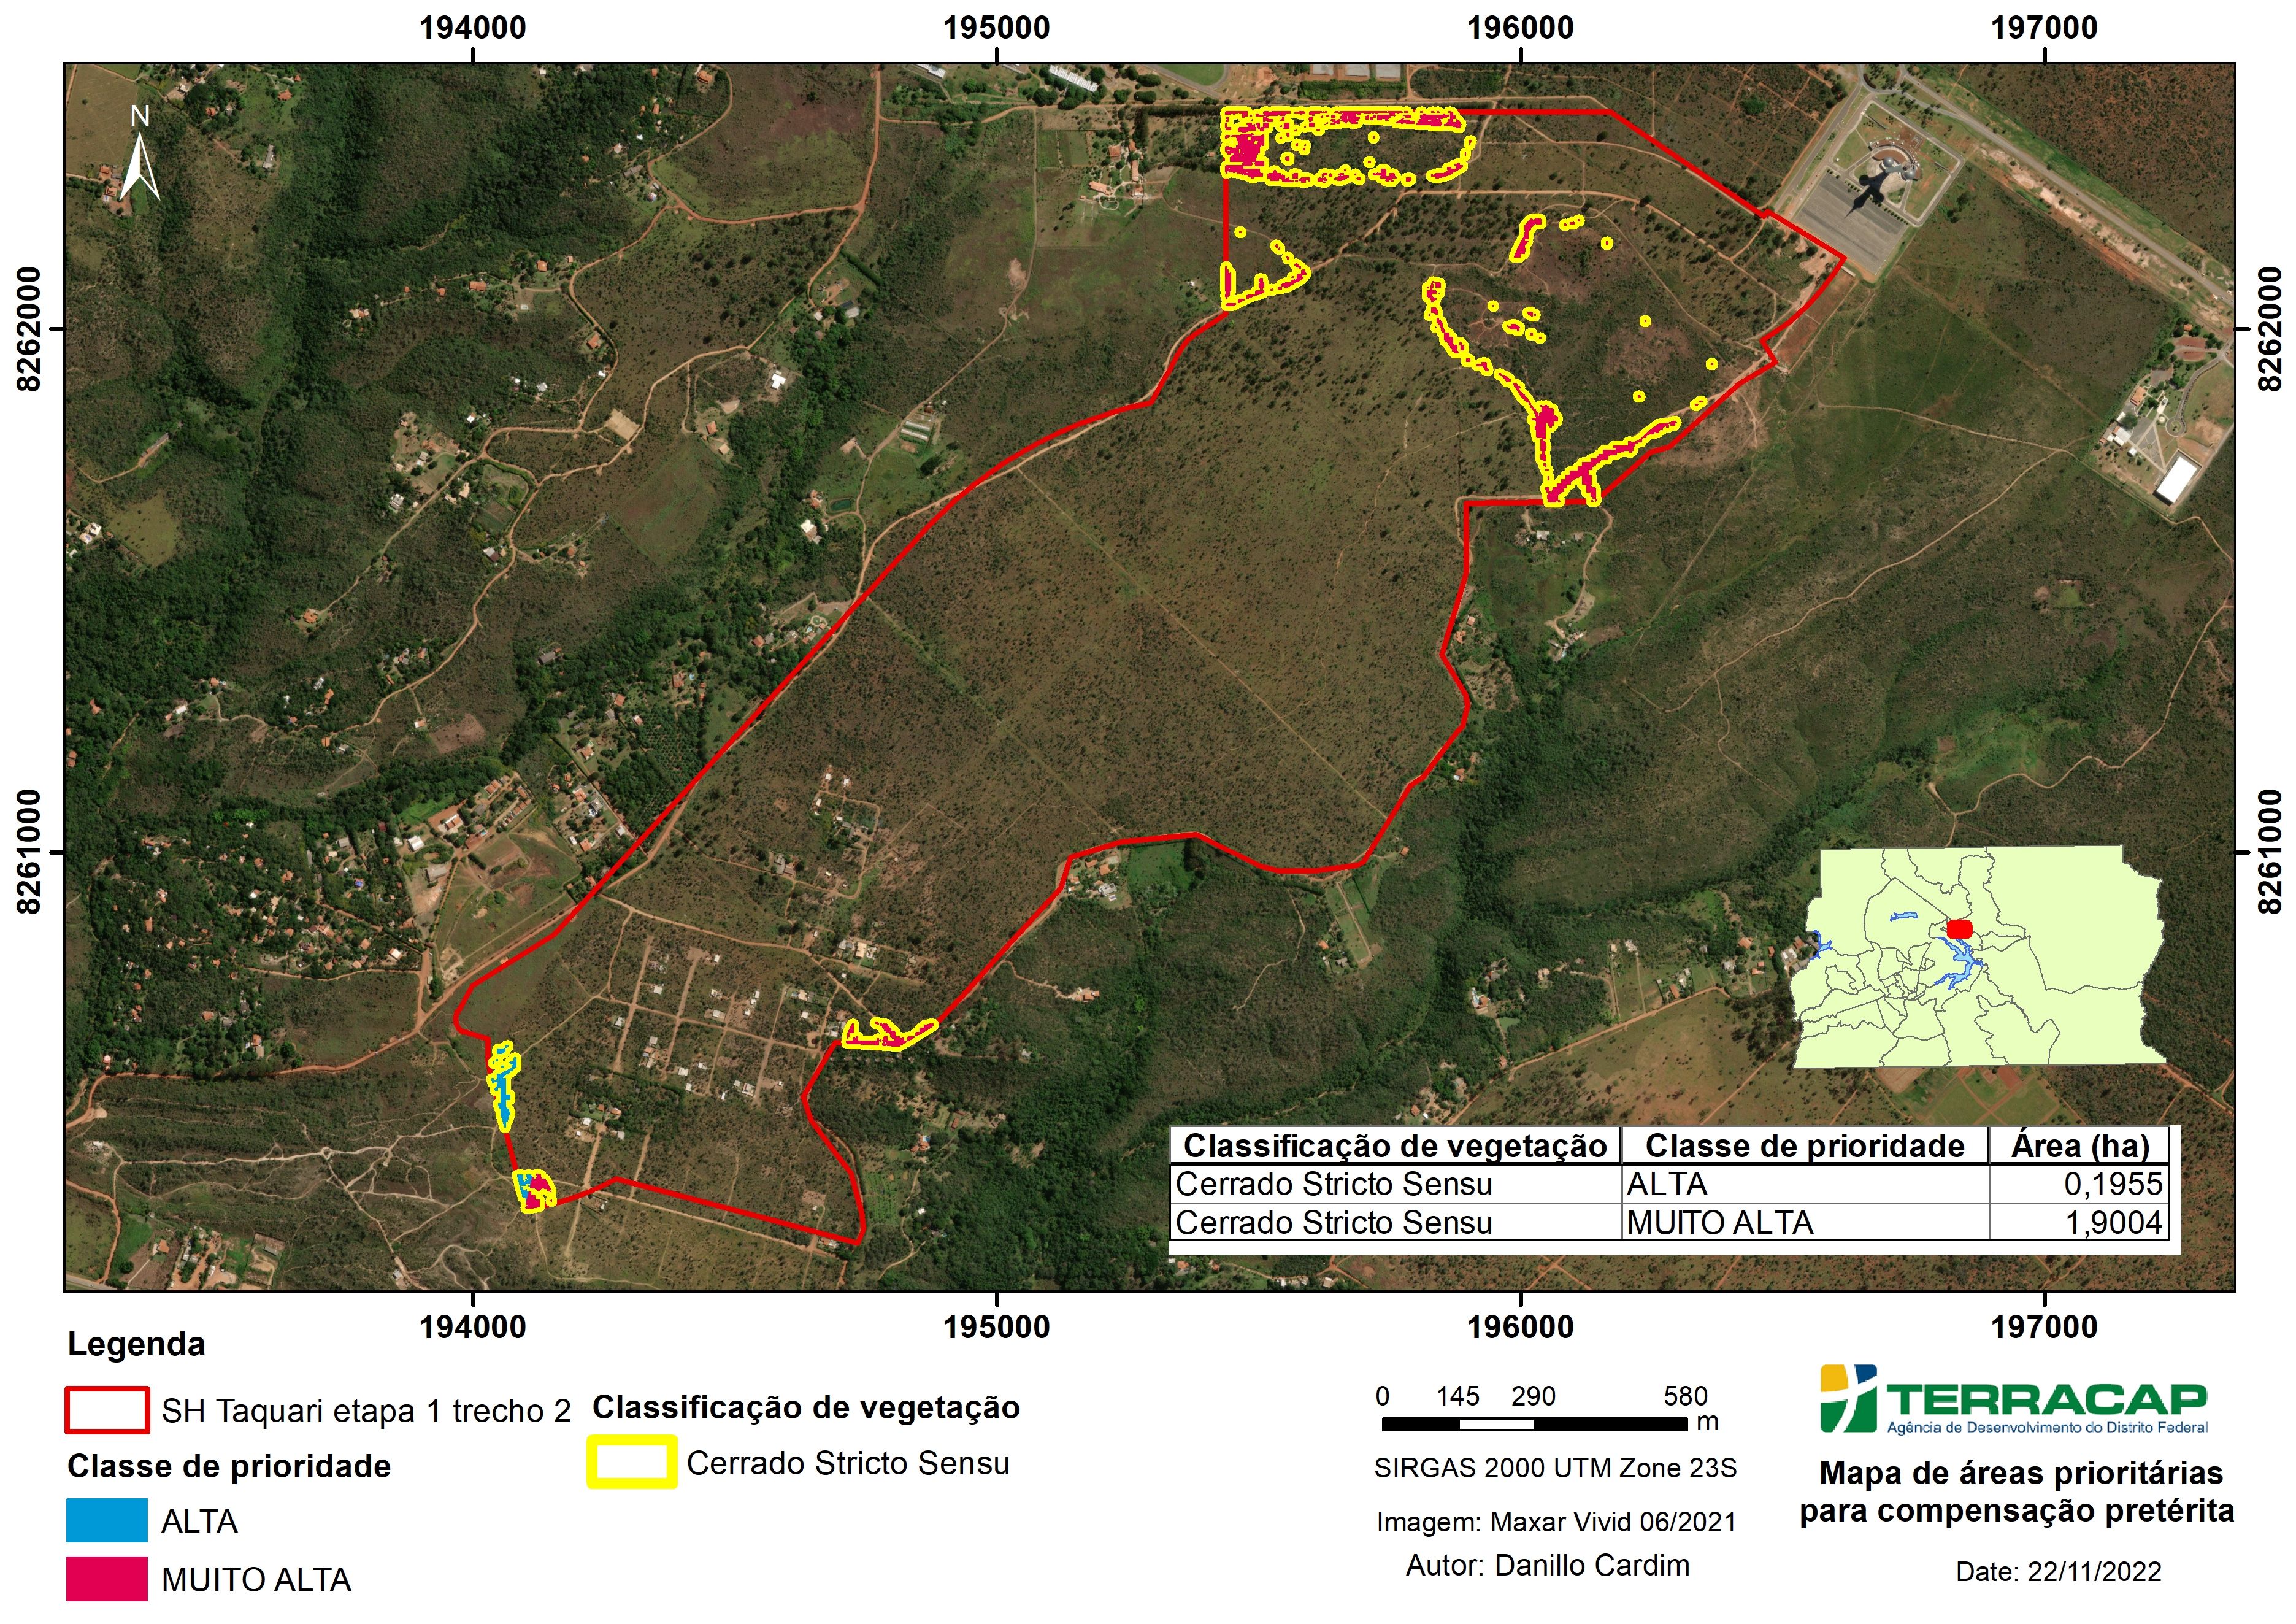 194000 195000 196000 197000
N
8262000 8262000
8261000 8261000
Classificação de vegetação Classe de prioridade Área (ha)
Cerrado Stricto Sensu ALTA 0,1955
Cerrado Stricto Sensu MUITO ALTA 1,9004
194000 195000 196000 197000
Legenda
SH Taquari etapa 1 trecho 2
Classe de prioridade
ALTA
MUITO ALTA
Classificação de vegetação
Cerrado Stricto Sensu
0 145 290 580
m
SIRGAS 2000 UTM Zone 23S
Imagem: Maxar Vivid 06/2021
Autor: Danillo Cardim
TERRACAP
Agência de Desenvolvimento do Distrito Federal
Mapa de áreas prioritárias
para compensação pretérita
Date: 22/11/2022